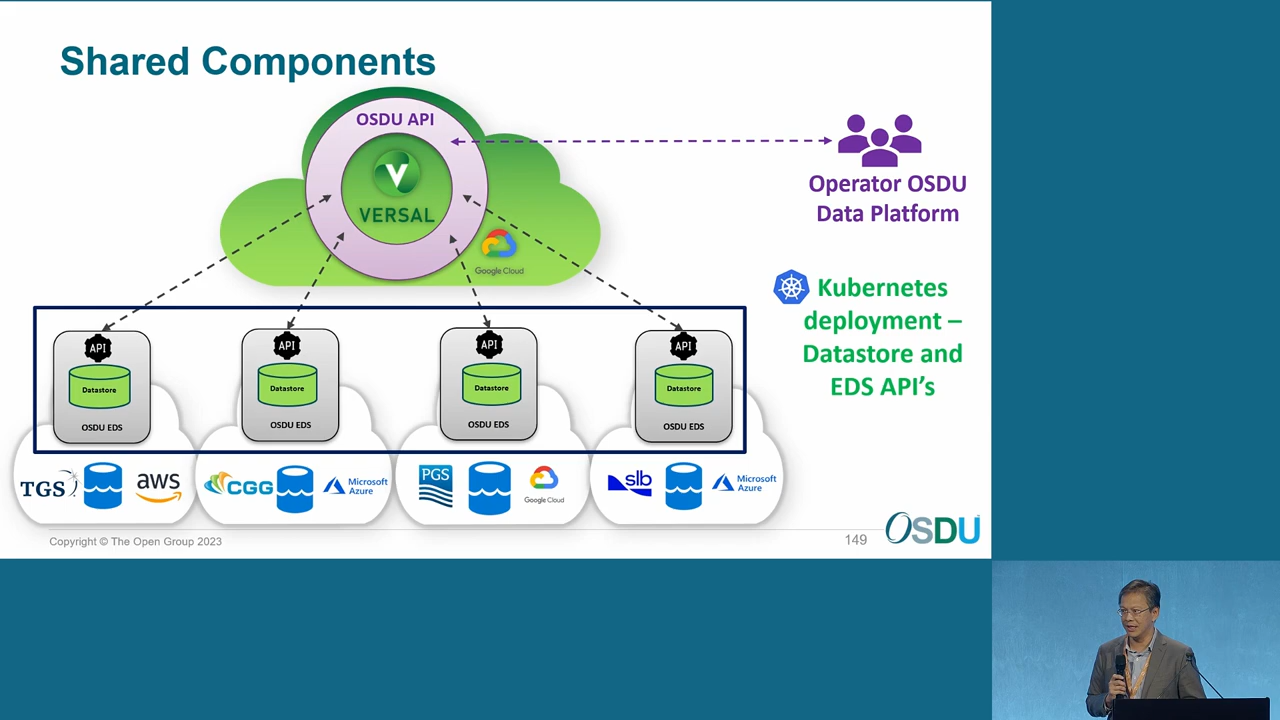 Shared Components
OSDU API
V
VERSAL
Google Cloud
Operator OSDU
Data Platform
Kubernetes
deployment –
Datastore and
EDS API's
API
Datastore
OSDU EDS
API
Datastore
OSDU EDS
API
Datastore
OSDU EDS
API
Datastore
OSDU EDS
TGS
aws
CGG
Microsoft
Azure
PGS
Google Cloud
slb
Microsoft
Azure
Copyright © The Open Group 2023
149
OSDU